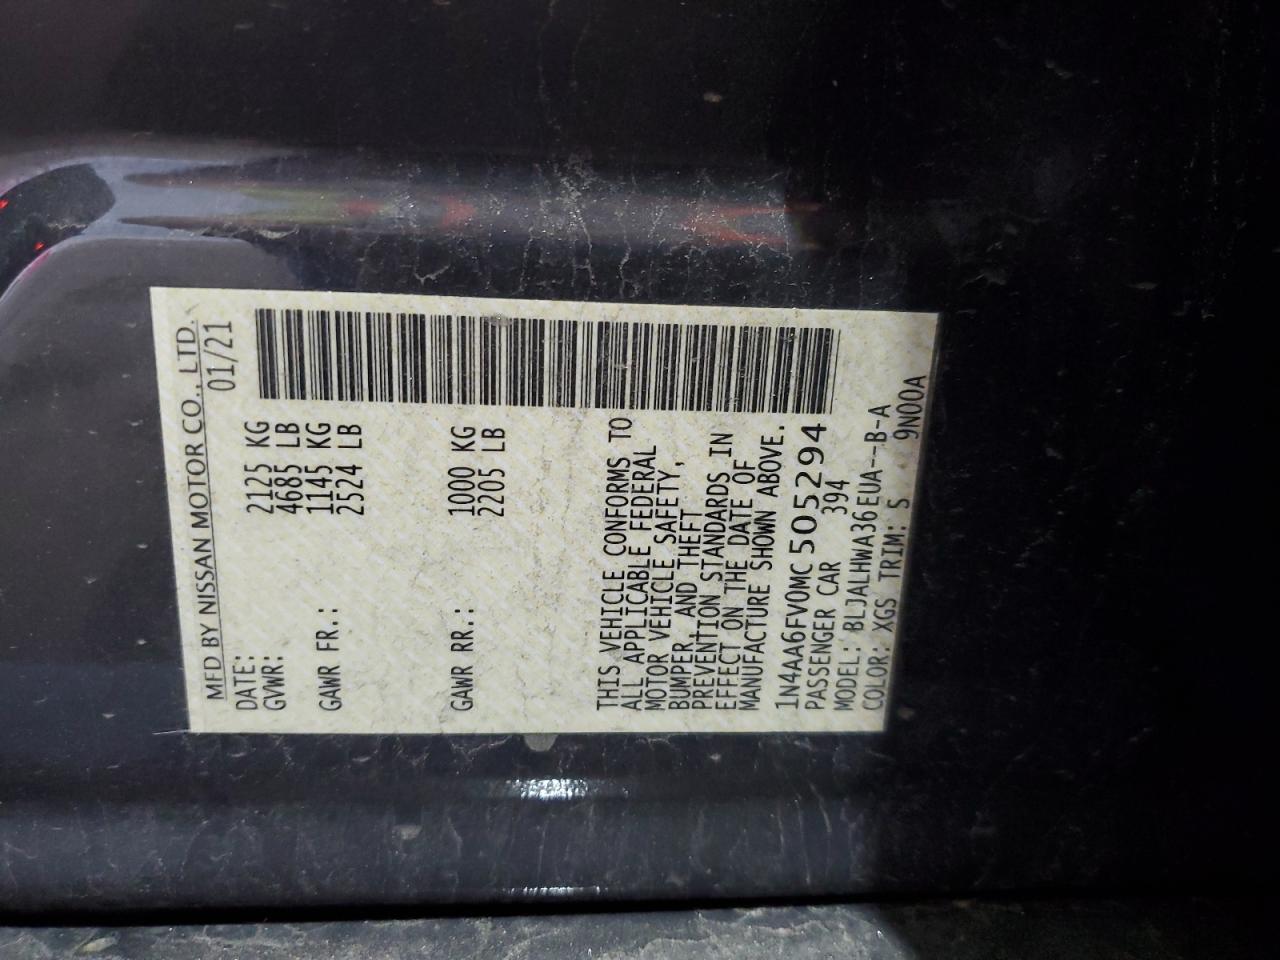 MFD BY NISSAN MOTOR CO., LTD.
DATE: 01/21
GVWR: 2125 KG
4685 LB
GAWR FR.: 1145 KG
2524 LB
GAWR RR.: 1000 KG
2205 LB
THIS VEHICLE CONFORMS TO
ALL APPLICABLE FEDERAL
MOTOR VEHICLE SAFETY,
BUMPER, AND THEFT
PREVENTION STANDARDS IN
EFFECT ON THE DATE OF
MANUFACTURE SHOWN ABOVE.
1N4AA6FV0MC505294
PASSENGER CAR 394
MODEL: BLJALHWA36EUA--B-A
COLOR: XGS TRIM: S 9N00A